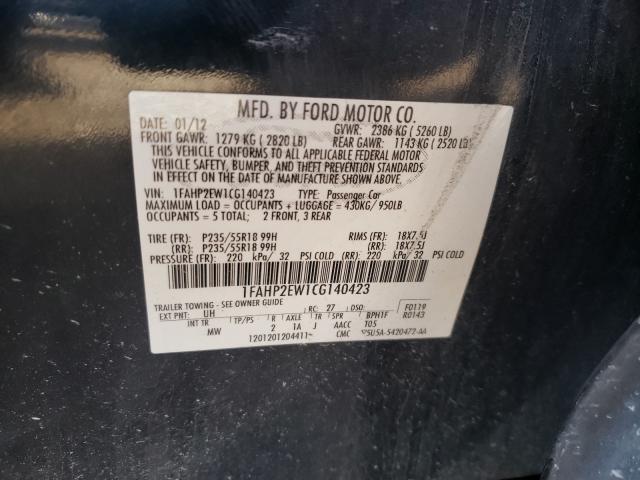 MFD. BY FORD MOTOR CO.
DATE: 01/12 GVWR: 2386 KG (5260 LB)
FRONT GAWR: 1279 KG (2820 LB) REAR GAWR: 1143 KG (2520 LB)
THIS VEHICLE CONFORMS TO ALL APPLICABLE FEDERAL MOTOR
VEHICLE SAFETY, BUMPER, AND THEFT PREVENTION STANDARDS
IN EFFECT ON THE DATE OF MANUFACTURE SHOWN ABOVE.
VIN: 1FAHP2EW1CG140423 TYPE: Passenger Car
MAXIMUM LOAD = OCCUPANTS + LUGGAGE = 430KG/ 950LB
OCCUPANTS = 5 TOTAL; 2 FRONT, 3 REAR
TIRE (FR): P235/55R18 99H RIMS (FR): 18X7.5J
(RR): P235/55R18 99H (RR): 18X7.5J
PRESSURE (FR): 220 kPa/ 32 PSI COLD (RR): 220 kPa/ 32 PSI COLD
1FAHP2EW1CG140423
TRAILER TOWING - SEE OWNER GUIDE
EXT PNT: UH RC: 27 DSO: F0119
R0143
INT TR TP/PS R AXLE TR SPR BPH1F
MW 2 1A J AACC T05
1201201204411 CMC 5U5A-5420472-AA